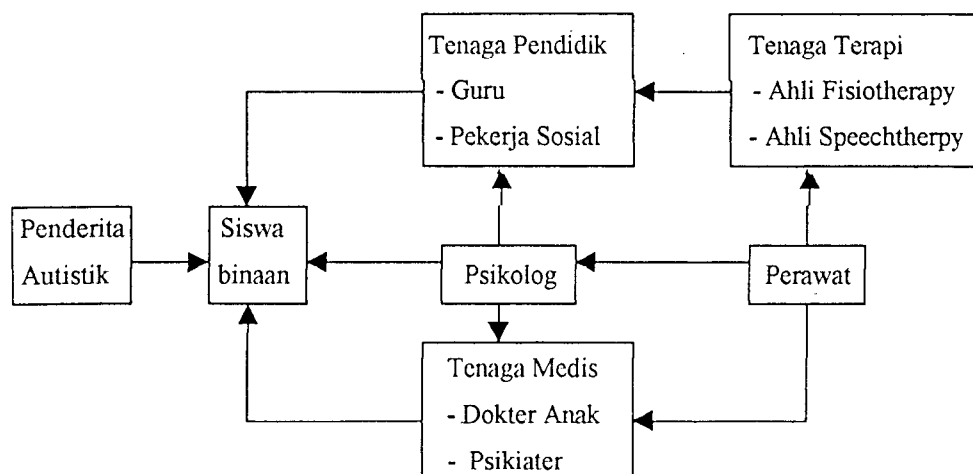 Tenaga Pendidik
- Guru
- Pekerja Sosial
Tenaga Terapi
- Ahli Fisiotherapy
- Ahli Speechtherpy
Penderita
Autistik
Siswa
binaan
Psikolog
Perawat
Tenaga Medis
- Dokter Anak
- Psikiater